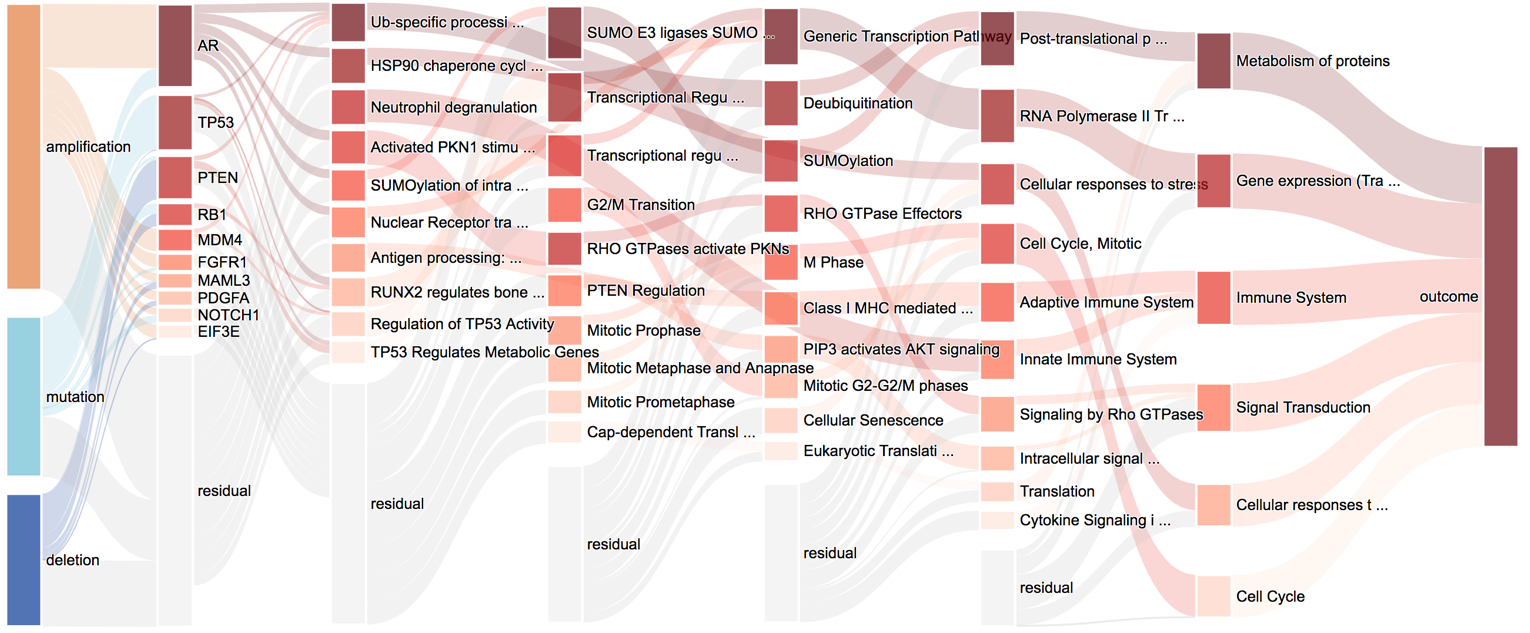 amplification
mutation
deletion
AR
TP53
PTEN
RB1
MDM4
FGFR1
MAML3
PDGFA
NOTCH1
EIF3E
residual
Ub-specific processi ...
HSP90 chaperone cycl ...
Neutrophil degranulation
Activated PKN1 stimu ...
SUMOylation of intra ...
Nuclear Receptor tra ...
Antigen processing: ...
RUNX2 regulates bone ...
Regulation of TP53 Activity
TP53 Regulates Metabolic Genes
residual
SUMO E3 ligases SUMO ...
Transcriptional Regu ...
Transcriptional regu ...
G2/M Transition
RHO GTPases activate PKNs
PTEN Regulation
Mitotic Prophase
Mitotic Metaphase and Anaphase
Mitotic Prometaphase
Cap-dependent Transl ...
residual
Generic Transcription Pathway
Deubiquitination
SUMOylation
RHO GTPase Effectors
M Phase
Class I MHC mediated ...
PIP3 activates AKT signaling
Mitotic G2-G2/M phases
Cellular Senescence
Eukaryotic Translati ...
residual
Post-translational p ...
RNA Polymerase II Tr ...
Cellular responses to stress
Cell Cycle, Mitotic
Adaptive Immune System
Innate Immune System
Signaling by Rho GTPases
Intracellular signal ...
Translation
Cytokine Signaling i ...
residual
Metabolism of proteins
Gene expression (Tra ...
Immune System
Signal Transduction
Cellular responses t ...
Cell Cycle
outcome